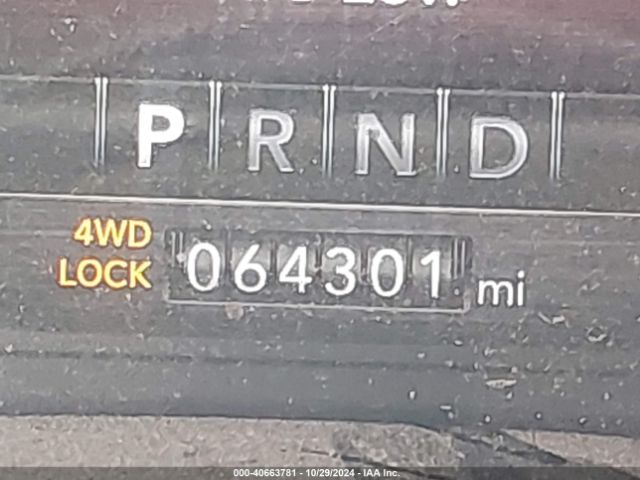 P R N D
4WD
LOCK
064301 mi
000-40663781 - 10/29/2024 - IAA Inc.